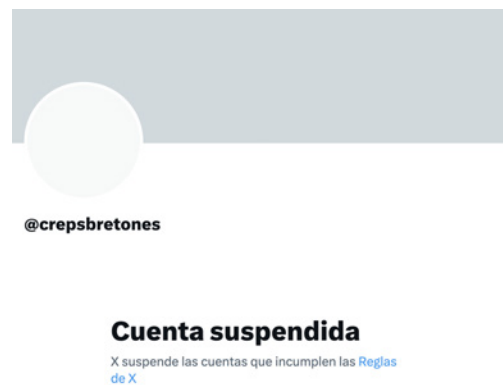 @crepsbretones
Cuenta suspendida
X suspende las cuentas que incumplen las Reglas
de X